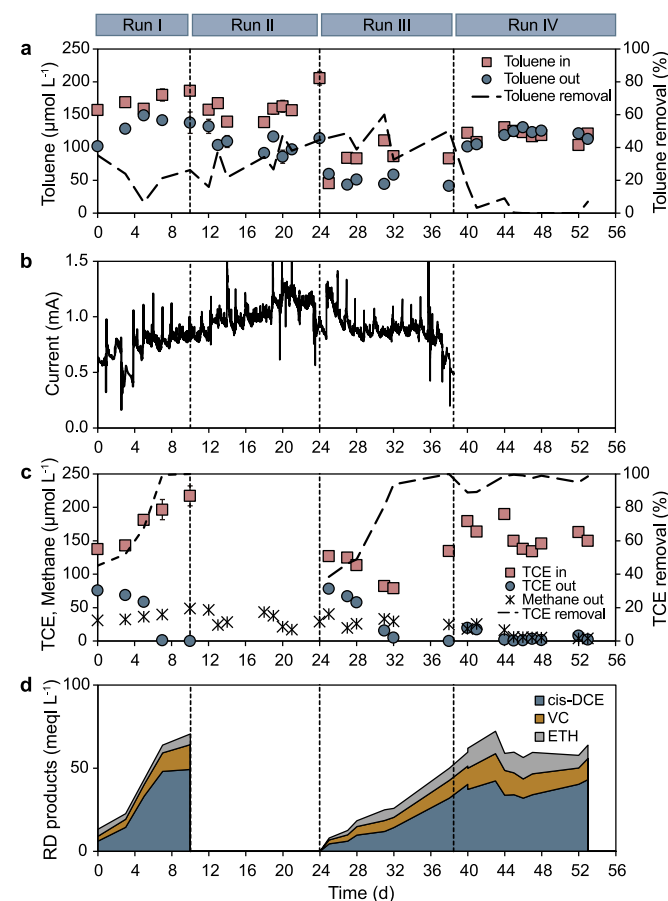 Run I Run II Run III Run IV
a
250 100
200 80
150 60
100 40
50 20
0 0
Toluene (µmol L⁻¹)
Toluene removal (%)
Toluene in
Toluene out
Toluene removal
0 4 8 12 16 20 24 28 32 36 40 44 48 53 56
b
1.5
1.0
0.5
0.0
Current (mA)
0 4 8 12 16 20 24 28 32 36 40 44 48 52 56
c
250 100
200 80
150 60
100 40
50 20
0 0
TCE, Methane (µmol L⁻¹)
TCE removal (%)
TCE in
TCE out
Methane out
TCE removal
0 4 8 12 16 20 24 28 32 36 40 44 48 52 56
d
100
50
0
RD products (meql L⁻¹)
cis-DCE
VC
ETH
0 4 8 12 16 20 24 28 32 36 40 44 48 53 56
Time (d)